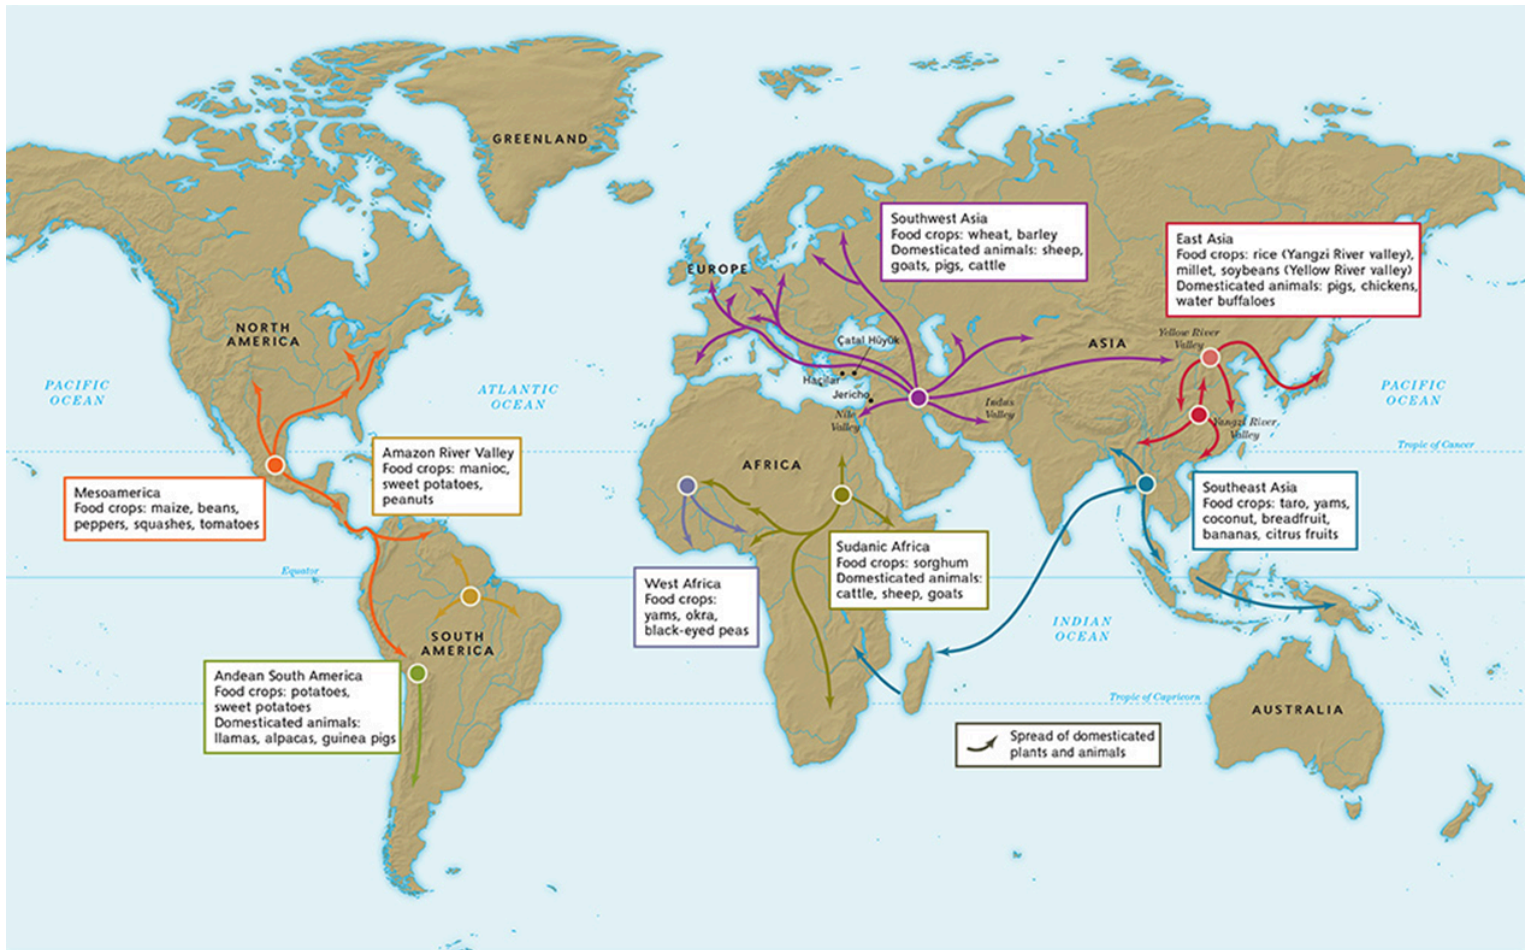 GREENLAND
Southwest Asia
Food crops: wheat, barley
Domesticated animals: sheep,
goats, pigs, cattle
East Asia
Food crops: rice (Yangzi River valley),
millet, soybeans (Yellow River valley)
Domesticated animals: pigs, chickens,
water buffaloes
EUROPE
NORTH
AMERICA
ASIA
Yellow River
Valley
Çatal Hüyük
Hacilar
Jericho
Nile
Valley
Indus
Valley
Yangzi River
Valley
PACIFIC
OCEAN
ATLANTIC
OCEAN
PACIFIC
OCEAN
Tropic of Cancer
AFRICA
Amazon River Valley
Food crops: manioc,
sweet potatoes,
peanuts
Mesoamerica
Food crops: maize, beans,
peppers, squashes, tomatoes
Southeast Asia
Food crops: taro, yams,
coconut, breadfruit,
bananas, citrus fruits
Sudanic Africa
Food crops: sorghum
Domesticated animals:
cattle, sheep, goats
Equator
West Africa
Food crops:
yams, okra,
black-eyed peas
INDIAN
OCEAN
SOUTH
AMERICA
Andean South America
Food crops: potatoes,
sweet potatoes
Domesticated animals:
llamas, alpacas, guinea pigs
Tropic of Capricorn
AUSTRALIA
Spread of domesticated
plants and animals